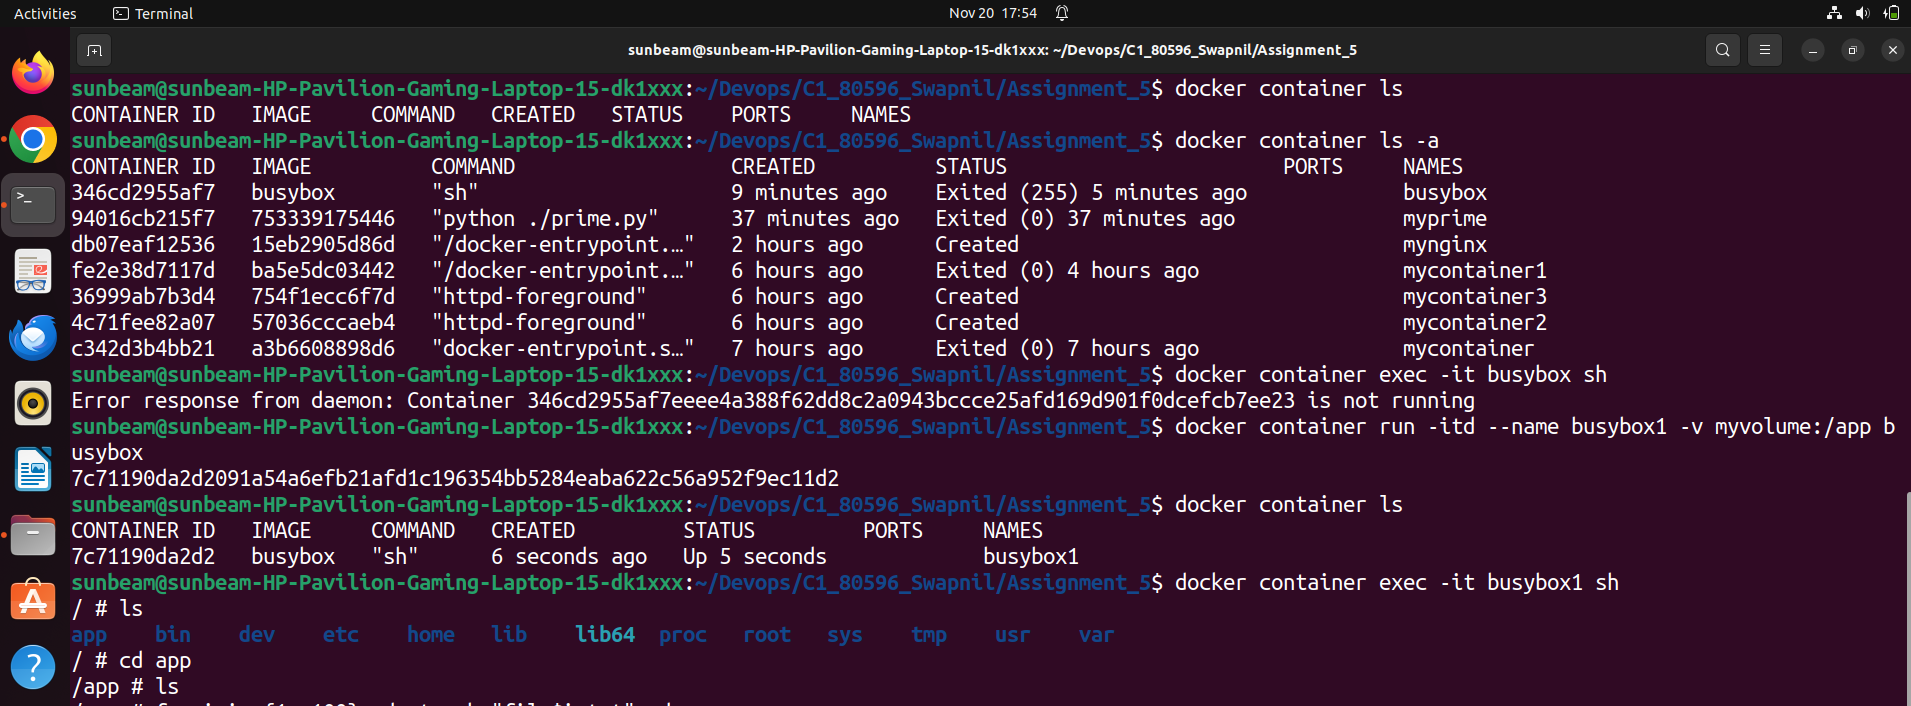 Activities Terminal Nov 20 17:54
sunbeam@sunbeam-HP-Pavilion-Gaming-Laptop-15-dk1xxx: ~/Devops/C1_80596_Swapnil/Assignment_5
sunbeam@sunbeam-HP-Pavilion-Gaming-Laptop-15-dk1xxx:~/Devops/C1_80596_Swapnil/Assignment_5$ docker container ls
CONTAINER ID IMAGE COMMAND CREATED STATUS PORTS NAMES
sunbeam@sunbeam-HP-Pavilion-Gaming-Laptop-15-dk1xxx:~/Devops/C1_80596_Swapnil/Assignment_5$ docker container ls -a
CONTAINER ID IMAGE COMMAND CREATED STATUS PORTS NAMES
346cd2955af7 busybox "sh" 9 minutes ago Exited (255) 5 minutes ago busybox
94016cb215f7 753339175446 "python ./prime.py" 37 minutes ago Exited (0) 37 minutes ago myprime
db07eaf12536 15eb2905d86d "/docker-entrypoint.…" 2 hours ago Created mynginx
fe2e38d7117d ba5e5dc03442 "/docker-entrypoint.…" 6 hours ago Exited (0) 4 hours ago mycontainer1
36999ab7b3d4 754f1ecc6f7d "httpd-foreground" 6 hours ago Created mycontainer3
4c71fee82a07 57036cccaeb4 "httpd-foreground" 6 hours ago Created mycontainer2
c342d3b4bb21 a3b6608898d6 "docker-entrypoint.s…" 7 hours ago Exited (0) 7 hours ago mycontainer
sunbeam@sunbeam-HP-Pavilion-Gaming-Laptop-15-dk1xxx:~/Devops/C1_80596_Swapnil/Assignment_5$ docker container exec -it busybox sh
Error response from daemon: Container 346cd2955af7eeee4a388f62dd8c2a0943bccce25afd169d901f0dcefcb7ee23 is not running
sunbeam@sunbeam-HP-Pavilion-Gaming-Laptop-15-dk1xxx:~/Devops/C1_80596_Swapnil/Assignment_5$ docker container run -itd --name busybox1 -v myvolume:/app b
usybox
7c71190da2d2091a54a6efb21afd1c196354bb5284eaba622c56a952f9ec11d2
sunbeam@sunbeam-HP-Pavilion-Gaming-Laptop-15-dk1xxx:~/Devops/C1_80596_Swapnil/Assignment_5$ docker container ls
CONTAINER ID IMAGE COMMAND CREATED STATUS PORTS NAMES
7c71190da2d2 busybox "sh" 6 seconds ago Up 5 seconds busybox1
sunbeam@sunbeam-HP-Pavilion-Gaming-Laptop-15-dk1xxx:~/Devops/C1_80596_Swapnil/Assignment_5$ docker container exec -it busybox1 sh
/ # ls
app bin dev etc home lib lib64 proc root sys tmp usr var
/ # cd app
/app # ls